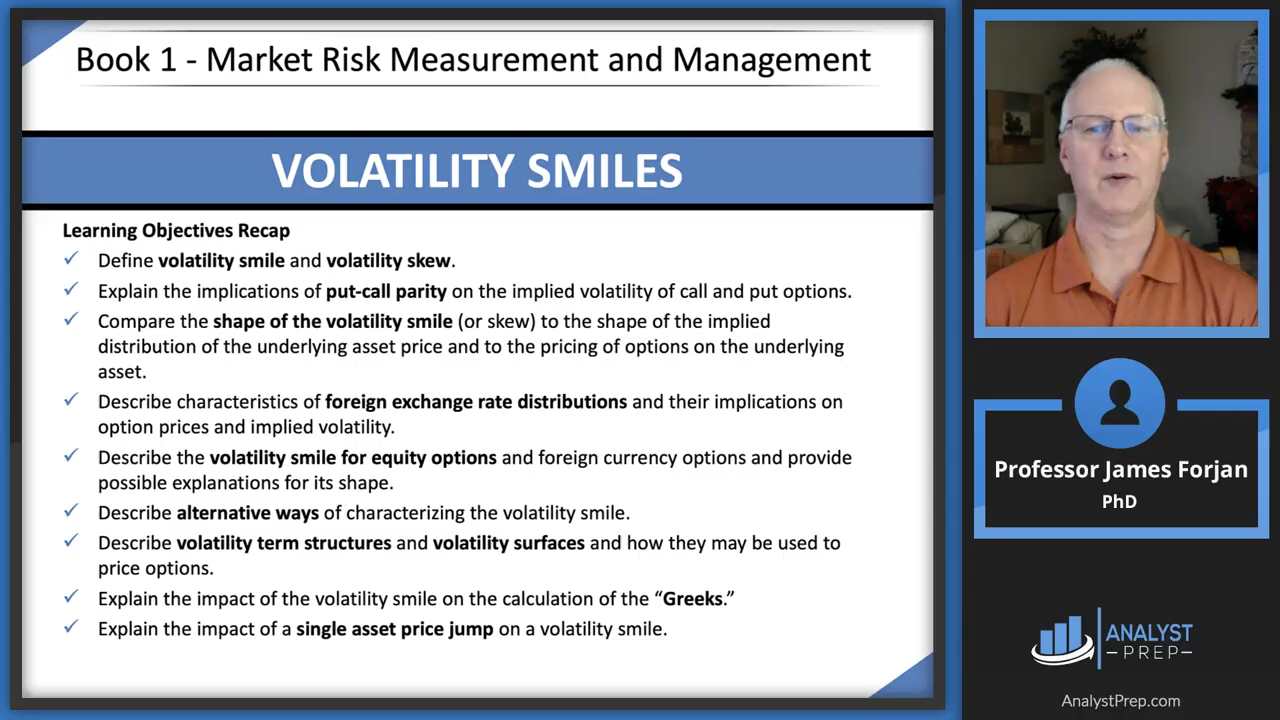 Book 1 - Market Risk Measurement and Management
VOLATILITY SMILES
Learning Objectives Recap
✓ Define volatility smile and volatility skew.
✓ Explain the implications of put-call parity on the implied volatility of call and put options.
✓ Compare the shape of the volatility smile (or skew) to the shape of the implied
distribution of the underlying asset price and to the pricing of options on the underlying
asset.
✓ Describe characteristics of foreign exchange rate distributions and their implications on
option prices and implied volatility.
✓ Describe the volatility smile for equity options and foreign currency options and provide
possible explanations for its shape.
✓ Describe alternative ways of characterizing the volatility smile.
✓ Describe volatility term structures and volatility surfaces and how they may be used to
price options.
✓ Explain the impact of the volatility smile on the calculation of the “Greeks.”
✓ Explain the impact of a single asset price jump on a volatility smile.
Professor James Forjan
PhD
ANALYST
PREP
AnalystPrep.com